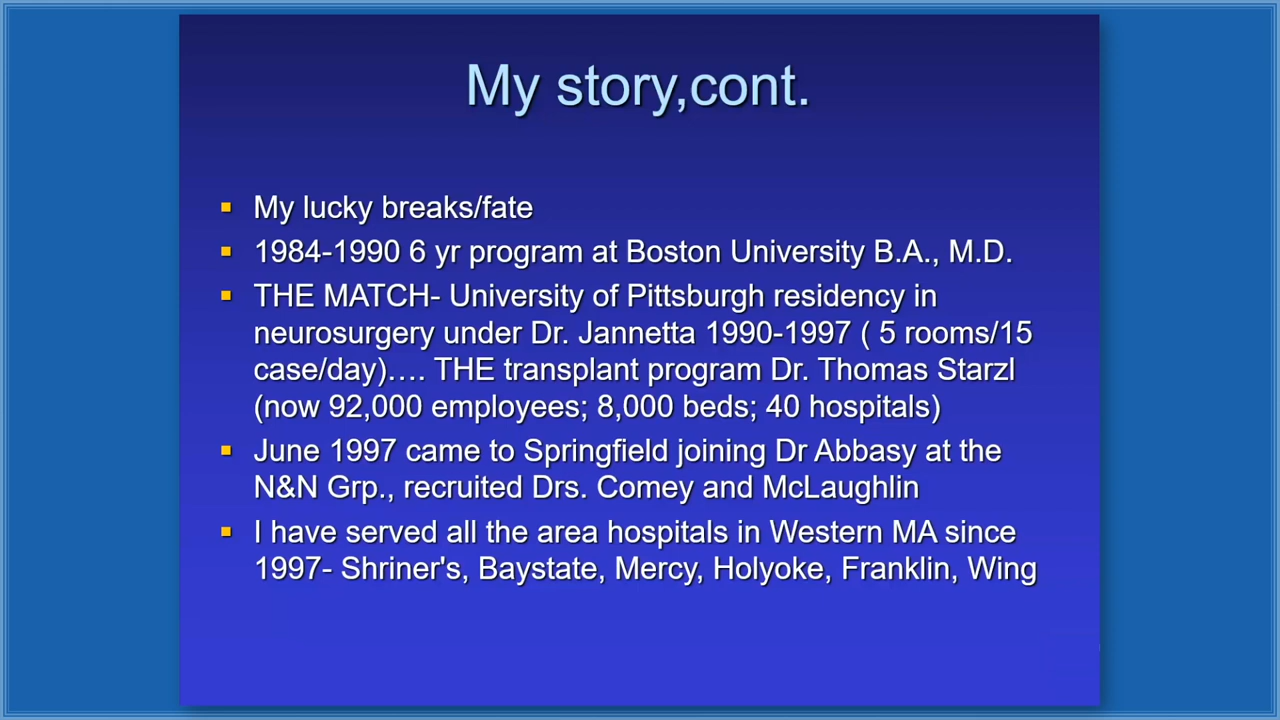 My story,cont.
My lucky breaks/fate
1984-1990 6 yr program at Boston University B.A., M.D.
THE MATCH- University of Pittsburgh residency in
neurosurgery under Dr. Jannetta 1990-1997 ( 5 rooms/15
case/day)…. THE transplant program Dr. Thomas Starzl
(now 92,000 employees; 8,000 beds; 40 hospitals)
June 1997 came to Springfield joining Dr Abbasy at the
N&N Grp., recruited Drs. Comey and McLaughlin
I have served all the area hospitals in Western MA since
1997- Shriner's, Baystate, Mercy, Holyoke, Franklin, Wing